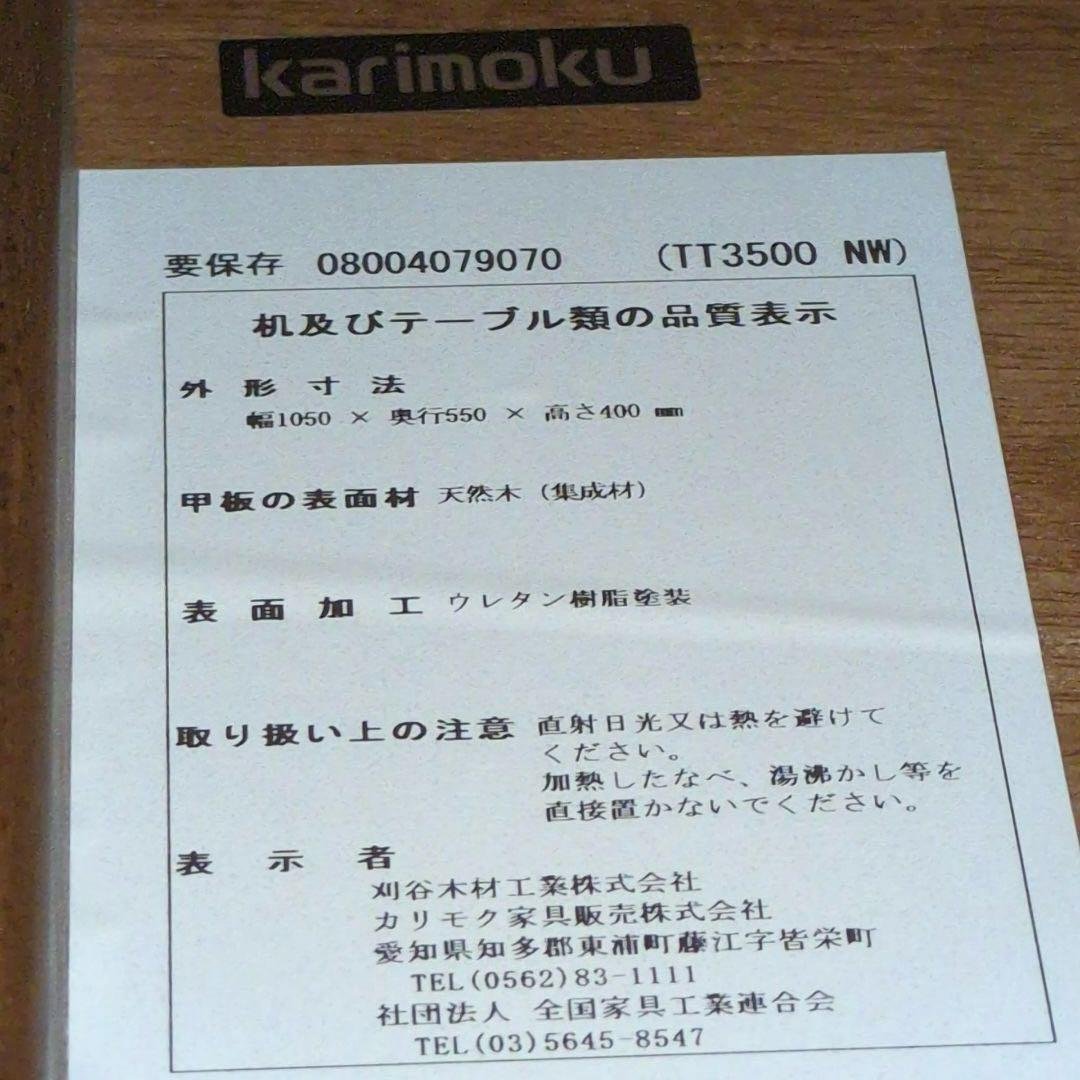 karimoku
要保存 08004079070 (TT3500 NW)
机及びテーブル類の品質表示
外形寸法
幅1050 × 奥行550 × 高さ400 mm
甲板の表面材 天然木 (集成材)
表面加工 ウレタン樹脂塗装
取り扱い上の注意 直射日光又は熱を避けて
ください。
加熱したなべ、湯沸かし等を
直接置かないでください。
表示者
刈谷木材工業株式会社
カリモク家具販売株式会社
愛知県知多郡東浦町藤江字皆栄町
TEL(0562)83-1111
社団法人 全国家具工業連合会
TEL(03)5645-8547